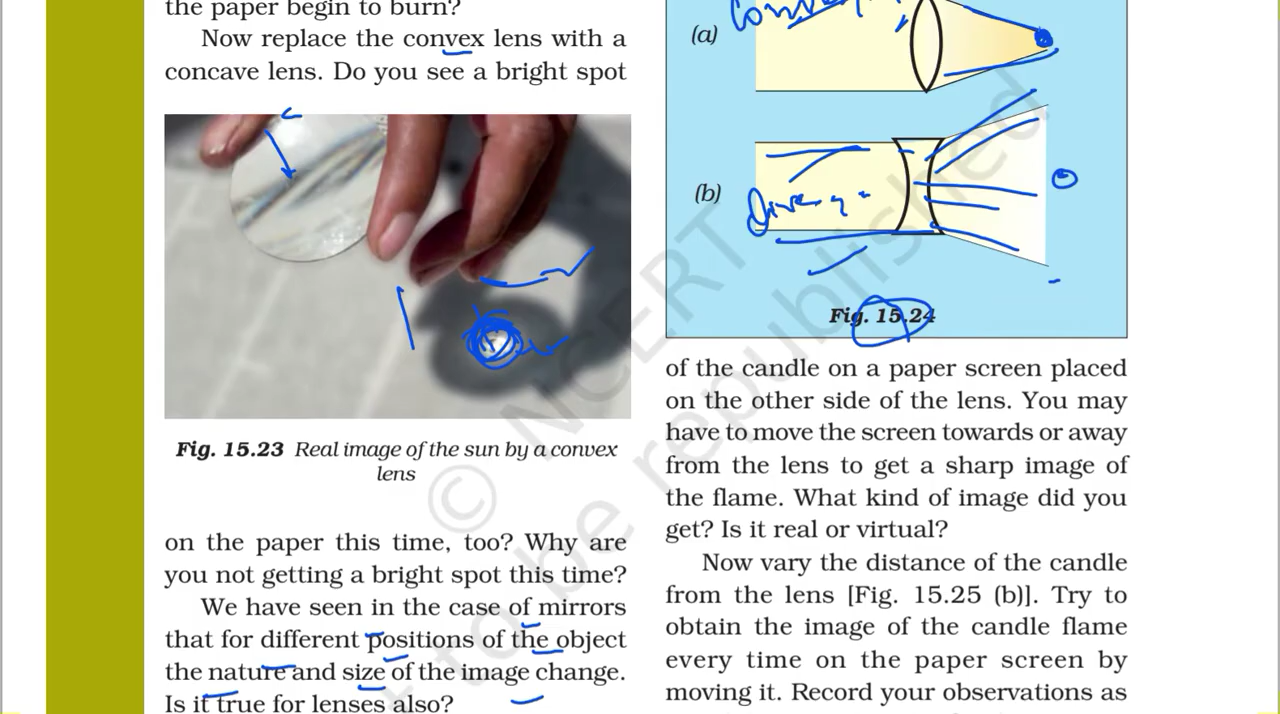 the paper begin to burn?
Now replace the convex lens with a
concave lens. Do you see a bright spot
Fig. 15.23 Real image of the sun by a convex
lens
on the paper this time, too? Why are
you not getting a bright spot this time?
We have seen in the case of mirrors
that for different positions of the object
the nature and size of the image change.
Is it true for lenses also?
(a)
(b)
Fig. 15.24
of the candle on a paper screen placed
on the other side of the lens. You may
have to move the screen towards or away
from the lens to get a sharp image of
the flame. What kind of image did you
get? Is it real or virtual?
Now vary the distance of the candle
from the lens [Fig. 15.25 (b)]. Try to
obtain the image of the candle flame
every time on the paper screen by
moving it. Record your observations as
© NCERT
to be republished